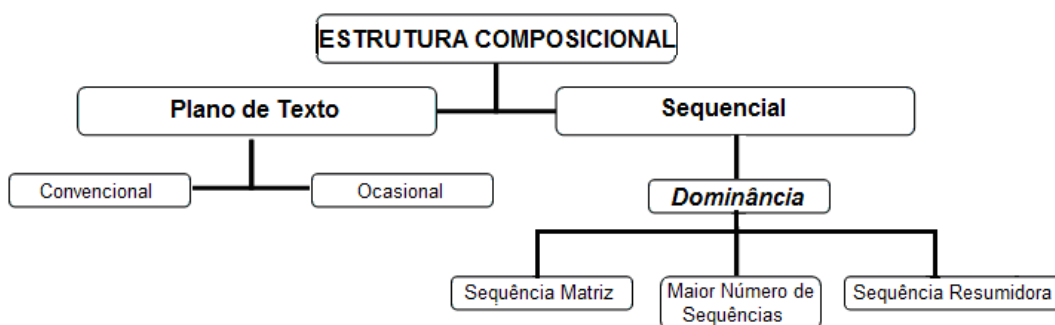 ESTRUTURA COMPOSICIONAL
Plano de Texto
Sequencial
Convencional
Ocasional
Dominância
Sequência Matriz
Maior Número de
Sequências
Sequência Resumidora